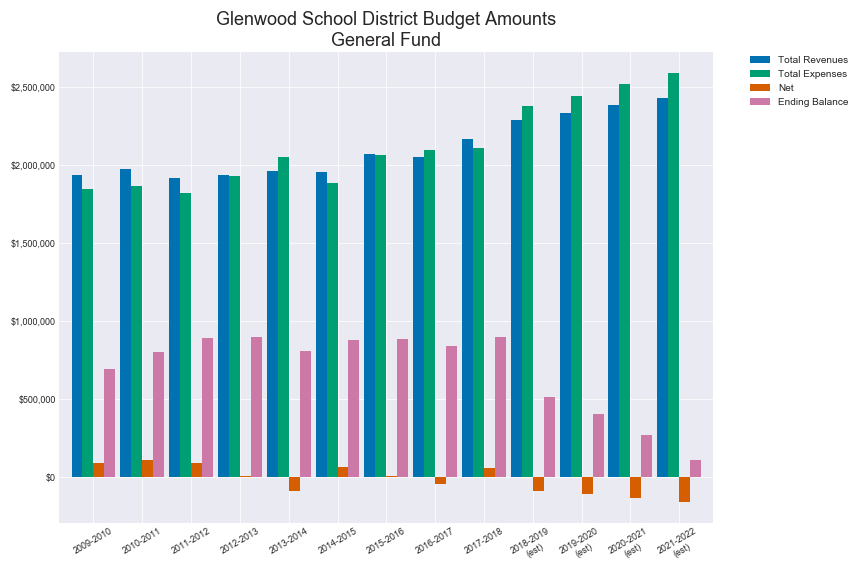 Glenwood School District Budget Amounts
General Fund
Total Revenues
Total Expenses
Net
Ending Balance
$2,500,000
$2,000,000
$1,500,000
$1,000,000
$500,000
$0
2009-2010
2010-2011
2011-2012
2012-2013
2013-2014
2014-2015
2015-2016
2016-2017
2017-2018
2018-2019
(est)
2019-2020
(est)
2020-2021
(est)
2021-2022
(est)